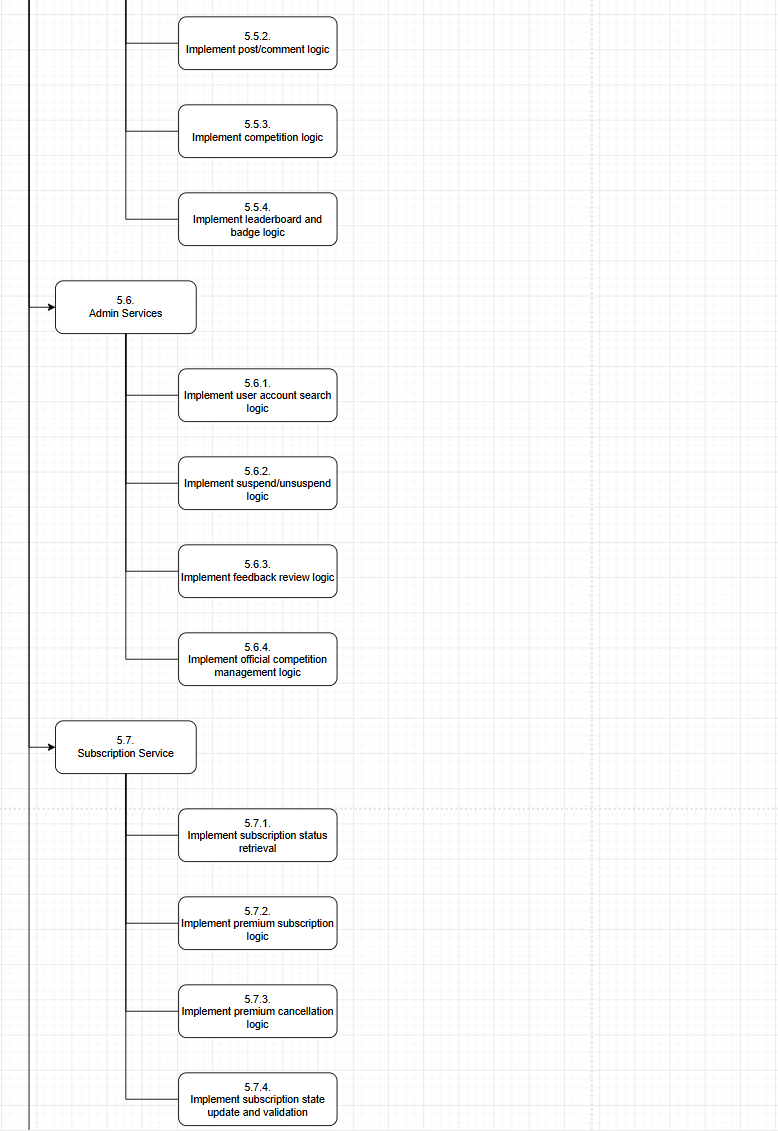 5.5.2.
Implement post/comment logic
5.5.3.
Implement competition logic
5.5.4.
Implement leaderboard and
badge logic
5.6.
Admin Services
5.6.1.
Implement user account search
logic
5.6.2.
Implement suspend/unsuspend
logic
5.6.3.
Implement feedback review logic
5.6.4.
Implement official competition
management logic
5.7.
Subscription Service
5.7.1.
Implement subscription status
retrieval
5.7.2.
Implement premium subscription
logic
5.7.3.
Implement premium cancellation
logic
5.7.4.
Implement subscription state
update and validation